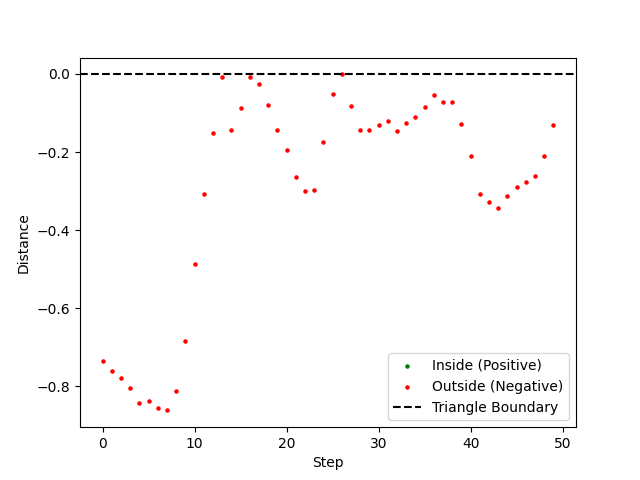 0.0
−0.2
−0.4
−0.6
−0.8
Distance
0
10
20
30
40
50
Step
Inside (Positive)
Outside (Negative)
Triangle Boundary